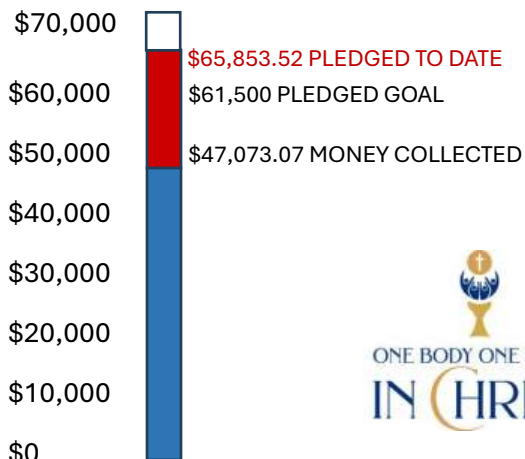 $70,000
$65,853.52 PLEDGED TO DATE
$60,000
$61,500 PLEDGED GOAL
$50,000
$47,073.07 MONEY COLLECTED
$40,000
$30,000
$20,000
$10,000
$0
ONE BODY ONE
IN CHRI